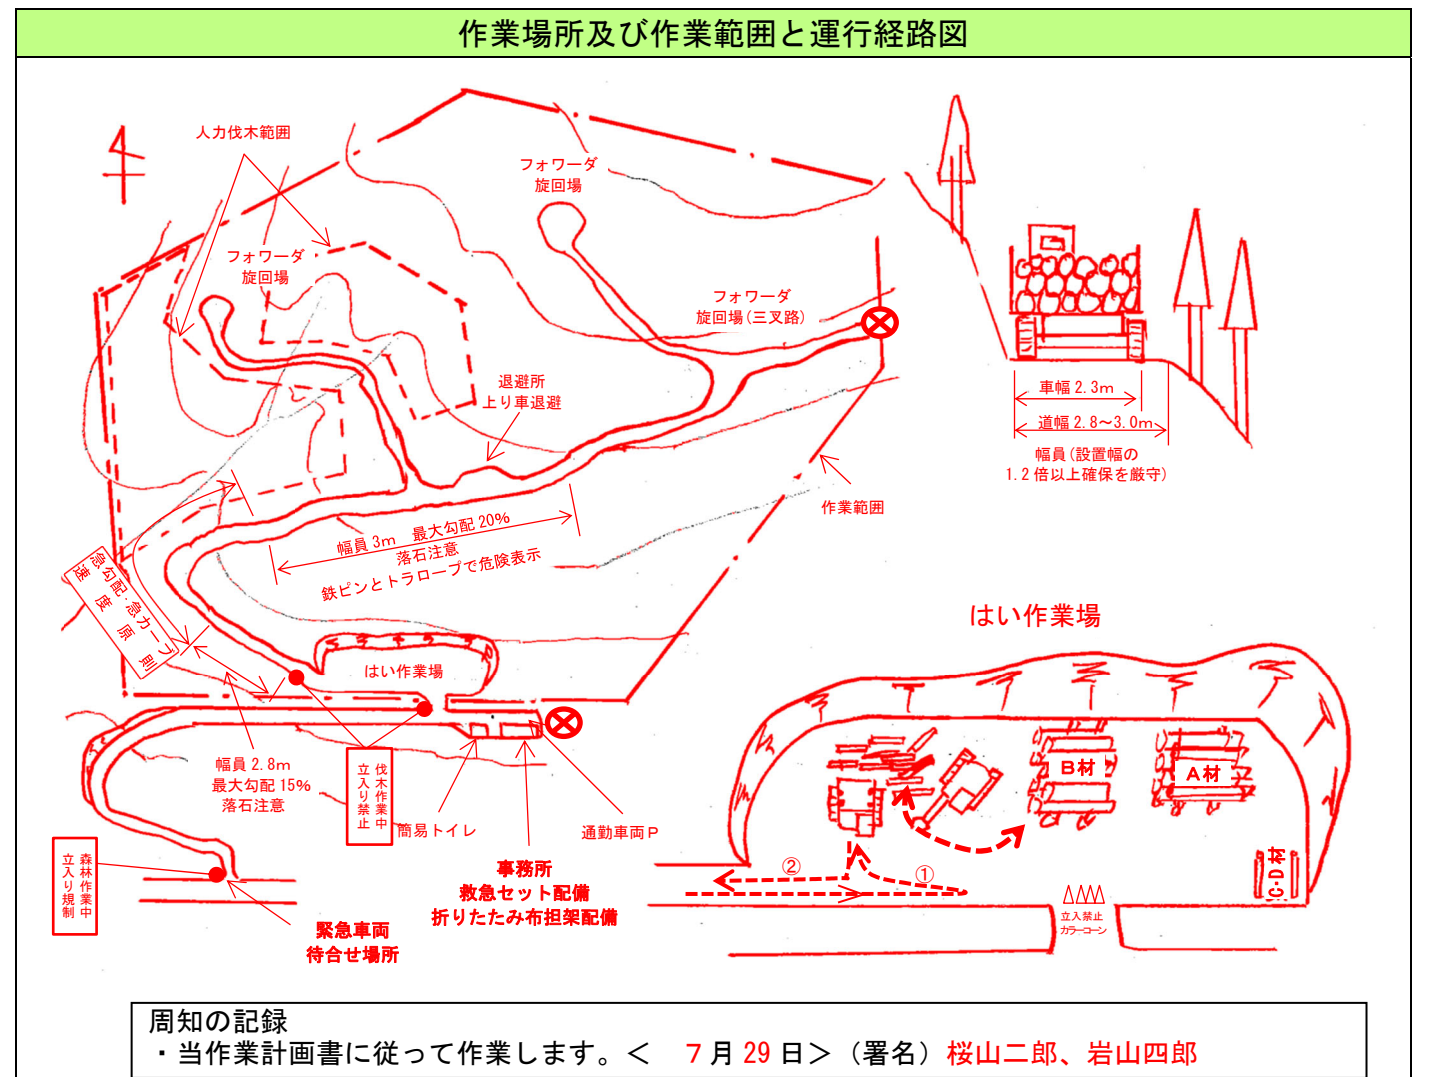 作業場所及び作業範囲と運行経路図
人力伐木範囲
フォワーダ
旋回場
フォワーダ
旋回場
フォワーダ
旋回場(三叉路)
退避所
上り車退避
車幅 2.3m
道幅 2.8～3.0m
幅員(設置幅の
1.2 倍以上確保を厳守)
作業範囲
幅員 3m　最大勾配 20%
落石注意
鉄ピンとトラロープで危険表示
急勾配・急カーブ
速度原則
はい作業場
はい作業場
幅員 2.8m
最大勾配 15%
落石注意
伐木作業中
立入り禁止
簡易トイレ
通勤車両P
事務所
救急セット配備
折りたたみ布担架配備
森林作業中
立入り規制
緊急車両
待合せ場所
B材
A材
C・D材
②
①
立入禁止
カラーコーン
周知の記録
・当作業計画書に従って作業します。＜　7月 29 日＞（署名）桜山二郎、岩山四郎